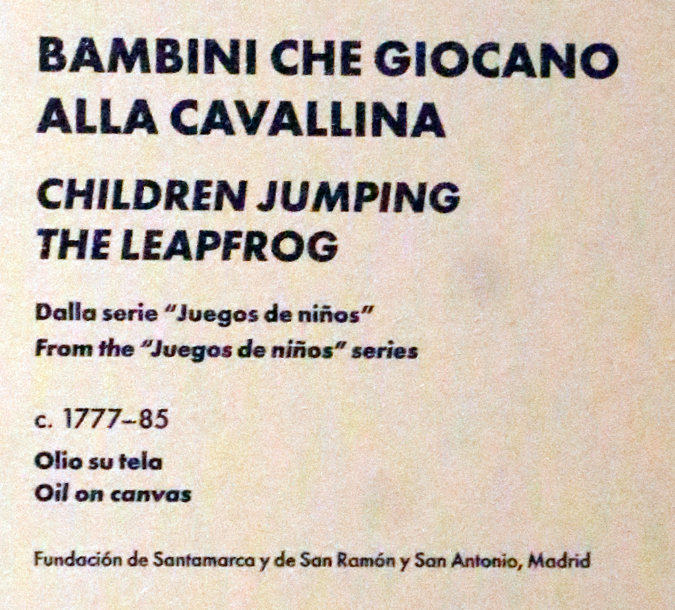 BAMBINI CHE GIOCANO
ALLA CAVALLINA
CHILDREN JUMPING
THE LEAPFROG
Dalla serie “Juegos de niños”
From the “Juegos de niños” series
c. 1777–85
Olio su tela
Oil on canvas
Fundación de Santamarca y de San Ramón y San Antonio, Madrid